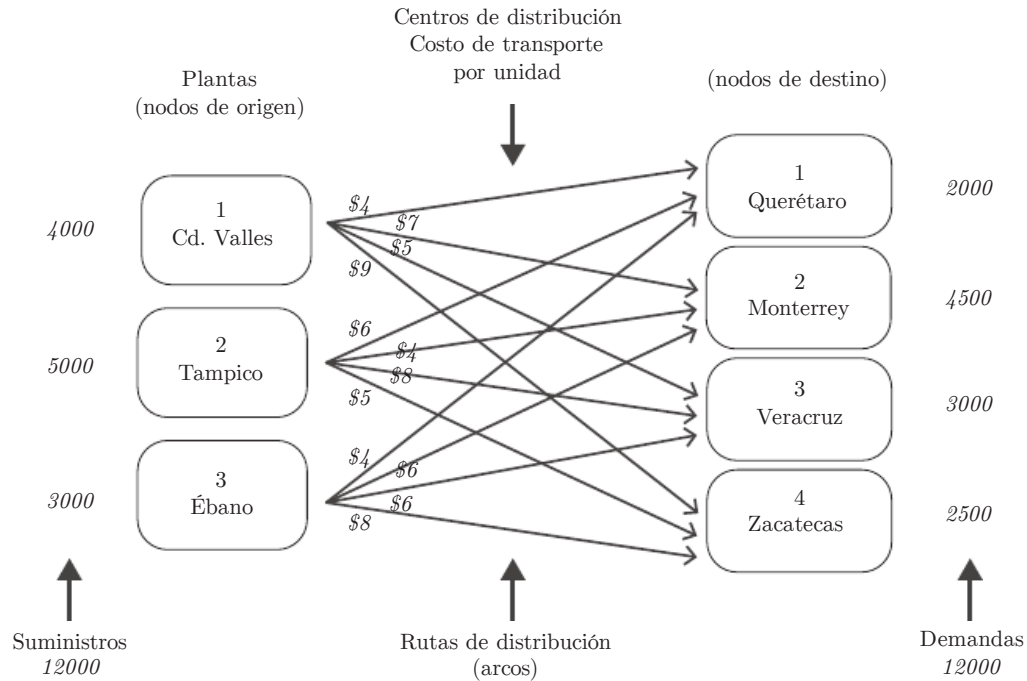 Centros de distribución
Costo de transporte
por unidad
Plantas
(nodos de origen)
(nodos de destino)
4000
1
Cd. Valles
$4
$7
$5
$9
1
Querétaro
2000
2
Monterrey
4500
5000
2
Tampico
$6
$4
$8
$5
3
Veracruz
3000
3000
3
Ébano
$4
$6
$6
$8
4
Zacatecas
2500
Suministros
12000
Rutas de distribución
(arcos)
Demandas
12000